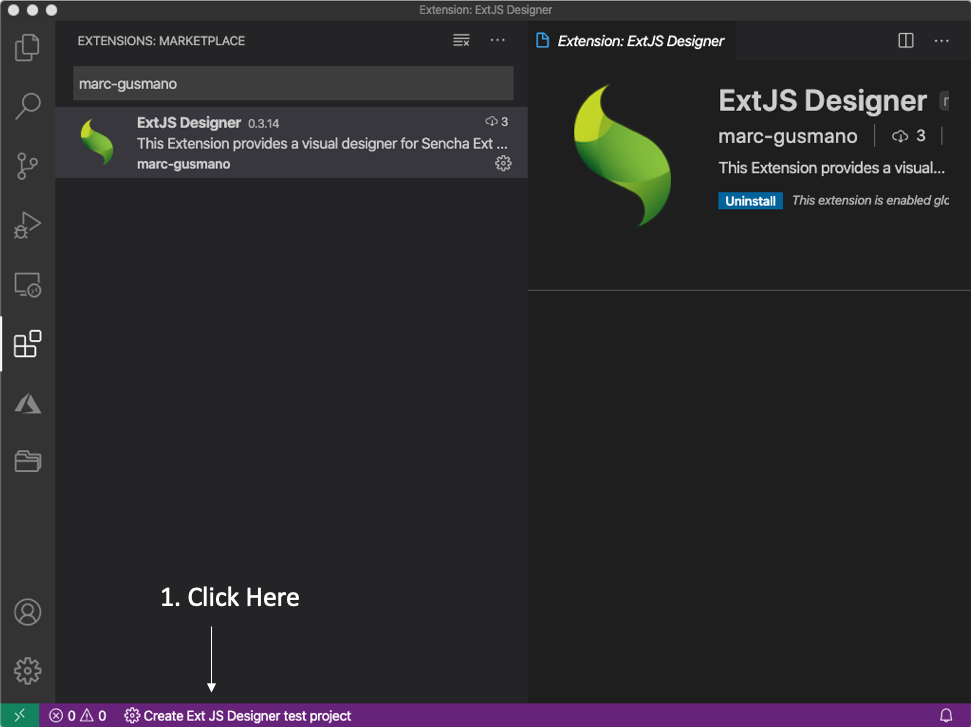 Extension: ExtJS Designer
EXTENSIONS: MARKETPLACE
marc-gusmano
ExtJS Designer 0.3.14 3
This Extension provides a visual designer for Sencha Ext ...
marc-gusmano
Extension: ExtJS Designer
ExtJS Designer
marc-gusmano 3
This Extension provides a visual...
Uninstall This extension is enabled
1. Click Here
0 0 Create Ext JS Designer test project